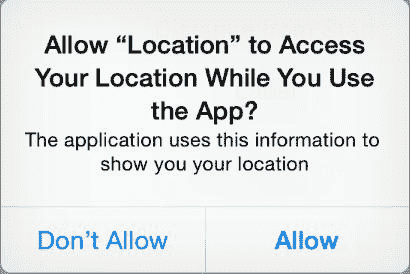 Allow “Location” to Access
Your Location While You Use
the App?
The application uses this information to
show you your location
Don’t Allow
Allow